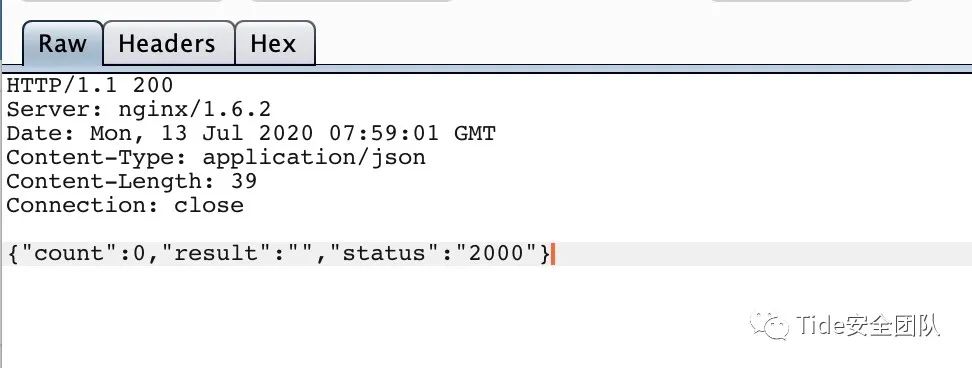 Raw Headers Hex
HTTP/1.1 200
Server: nginx/1.6.2
Date: Mon, 13 Jul 2020 07:59:01 GMT
Content-Type: application/json
Content-Length: 39
Connection: close
{"count":0,"result":"","status":"2000"}
Tide安全团队